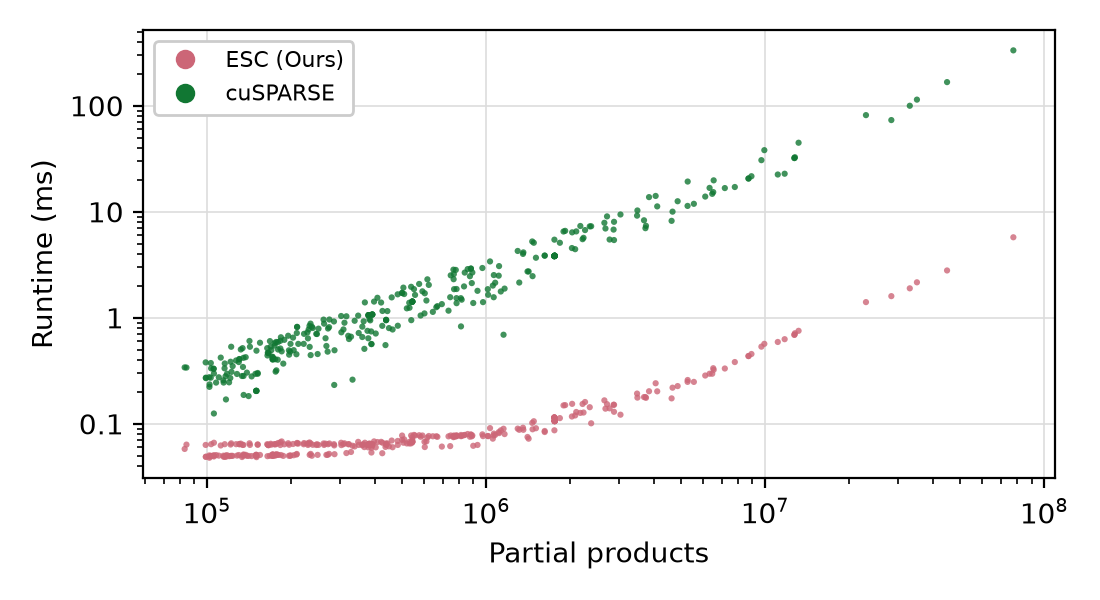 ESC (Ours)
cuSPARSE
Runtime (ms)
100
10
1
0.1
10⁵
10⁶
10⁷
10⁸
Partial products